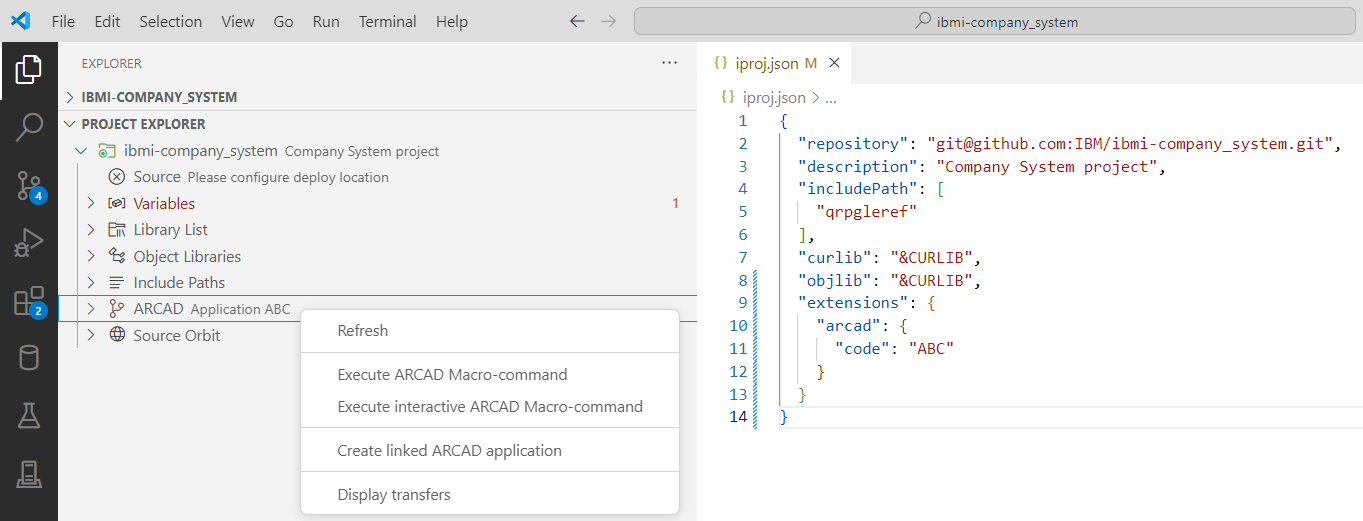 File Edit Selection View Go Run Terminal Help
ibmi-company_system
EXPLORER ...
IBMI-COMPANY_SYSTEM
PROJECT EXPLORER
ibmi-company_system Company System project
Source Please configure deploy location
Variables 1
Library List
Object Libraries
Include Paths
ARCAD Application ABC
Source Orbit
4
2
Refresh
Execute ARCAD Macro-command
Execute interactive ARCAD Macro-command
Create linked ARCAD application
Display transfers
{} iproj.json M
{} iproj.json > ...
1 {
2 "repository": "git@github.com:IBM/ibmi-company_system.git",
3 "description": "Company System project",
4 "includePath": [
5 "qrpgleref"
6 ],
7 "curlib": "&CURLIB",
8 "objlib": "&CURLIB",
9 "extensions": {
10 "arcad": {
11 "code": "ABC"
12 }
13 }
14 }